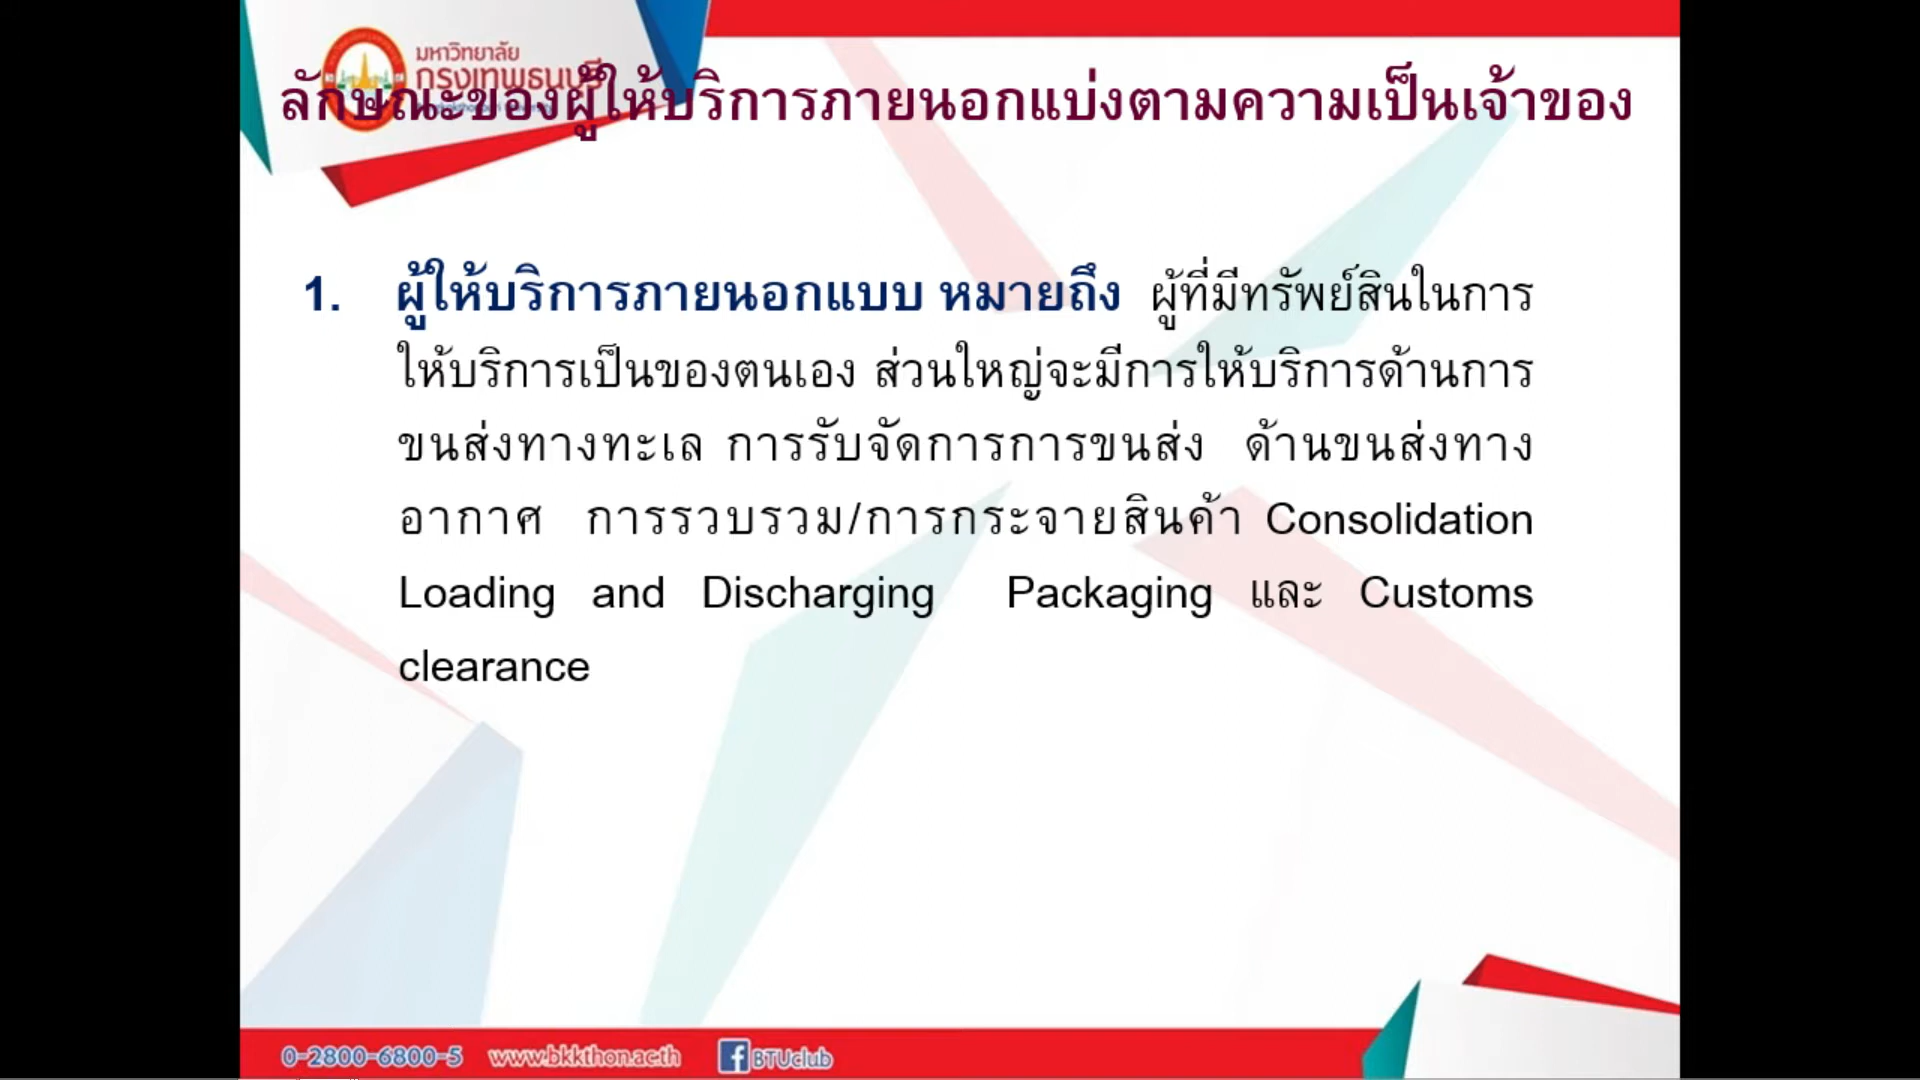 มหาวิทยาลัย
กรุงเทพธนบุรี
ลักษณะของผู้ให้บริการภายนอกแบ่งตามความเป็นเจ้าของ
1. ผู้ให้บริการภายนอกแบบ หมายถึง ผู้ที่มีทรัพย์สินในการ
ให้บริการเป็นของตนเอง ส่วนใหญ่จะมีการให้บริการด้านการ
ขนส่งทางทะเล การรับจัดการการขนส่ง ด้านขนส่งทาง
อากาศ การรวบรวม/การกระจายสินค้า Consolidation
Loading and Discharging Packaging และ Customs
clearance
0-2800-6800-5 www.bkkthon.ac.th BTUclub